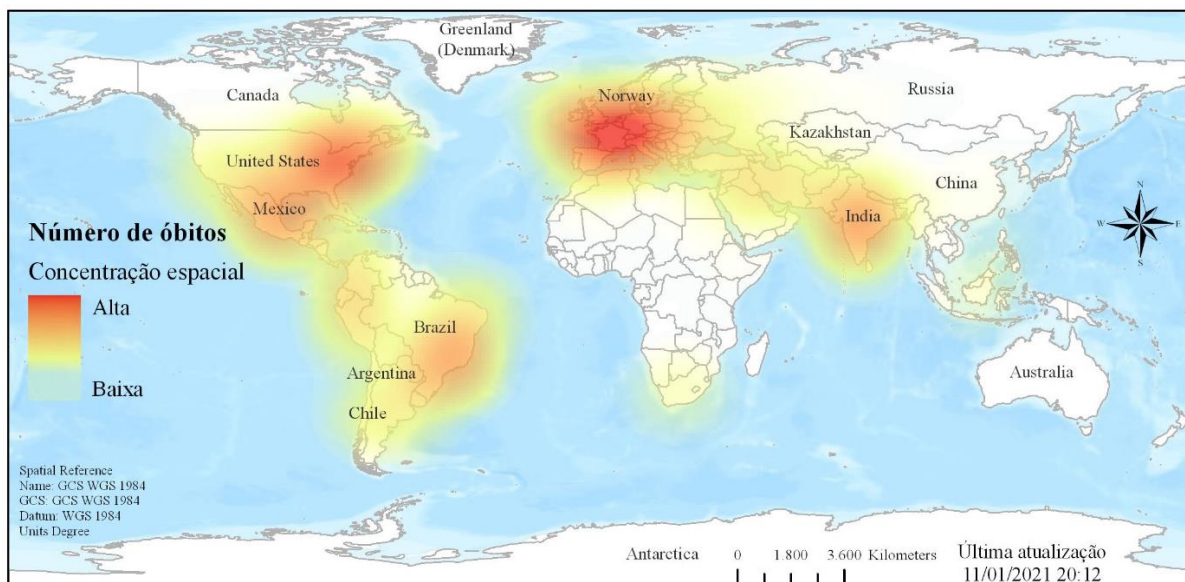 Greenland
(Denmark)
Canada
Norway
Russia
Kazakhstan
United States
China
Mexico
India
Número de óbitos
Concentração espacial
Alta
Baixa
Brazil
Argentina
Chile
Australia
N
W
E
S
Spatial Reference
Name: GCS WGS 1984
GCS: GCS WGS 1984
Datum: WGS 1984
Units Degree
Antarctica
0 1.800 3.600 Kilometers
Última atualização
11/01/2021 20:12